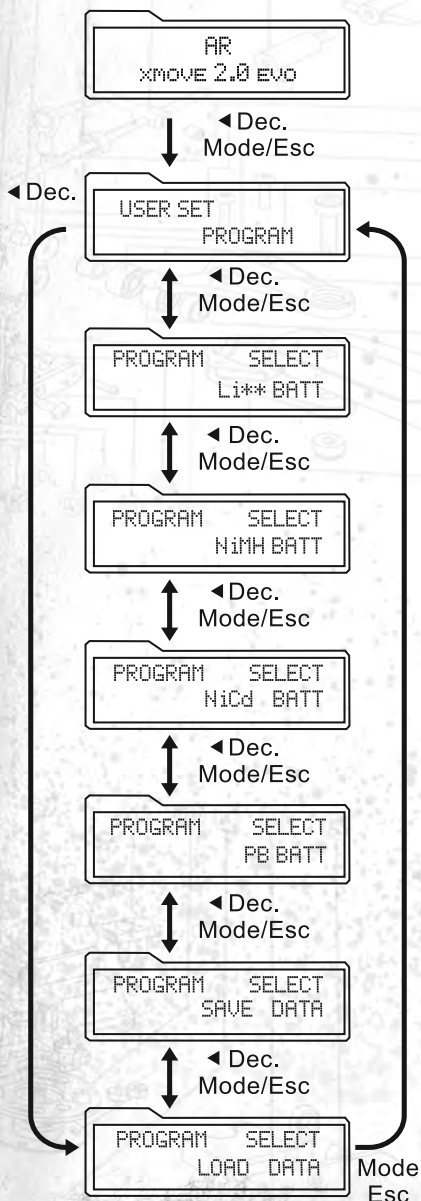 AR
xmove 2.0 evo
◄ Dec.
Mode/Esc
◄ Dec.
USER SET
PROGRAM
◄ Dec.
Mode/Esc
PROGRAM SELECT
Li** BATT
◄ Dec.
Mode/Esc
PROGRAM SELECT
NiMH BATT
◄ Dec.
Mode/Esc
PROGRAM SELECT
NiCd BATT
◄ Dec.
Mode/Esc
PROGRAM SELECT
PB BATT
◄ Dec.
Mode/Esc
PROGRAM SELECT
SAVE DATA
◄ Dec.
Mode/Esc
PROGRAM SELECT
LOAD DATA
Mode
Esc